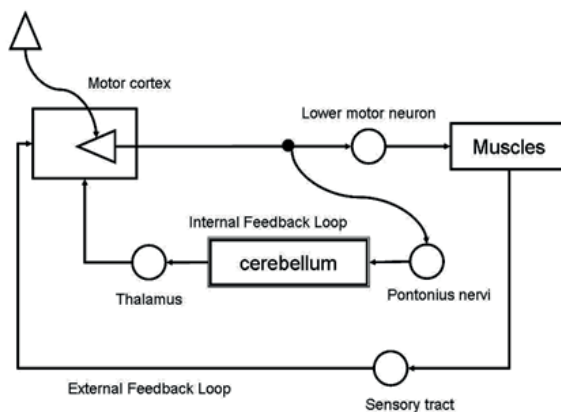 Motor cortex
Lower motor neuron
Muscles
Internal Feedback Loop
cerebellum
Thalamus
Pontonius nervi
External Feedback Loop
Sensory tract